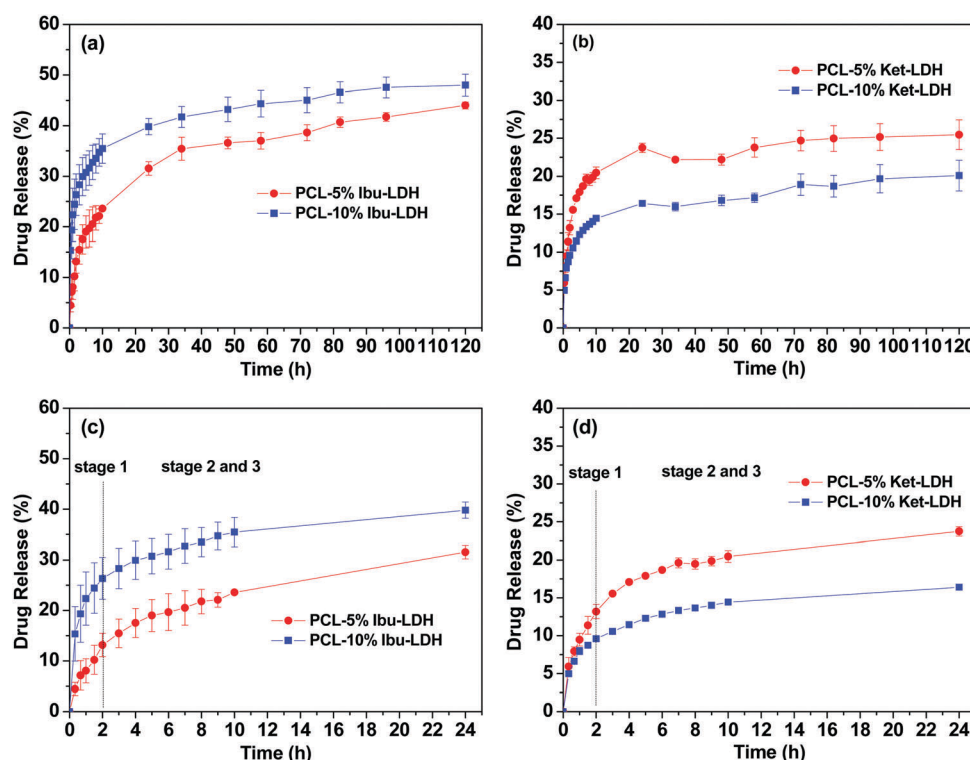 (a)
Drug Release (%)
60
50
40
30
20
10
0
PCL-5% Ibu-LDH
PCL-10% Ibu-LDH
0 10 20 30 40 50 60 70 80 90 100 110 120
Time (h)
(b)
Drug Release (%)
40
35
30
25
20
15
10
5
0
PCL-5% Ket-LDH
PCL-10% Ket-LDH
0 10 20 30 40 50 60 70 80 90 100 110 120
Time (h)
(c)
Drug Release (%)
60
50
40
30
20
10
0
stage 1 stage 2 and 3
PCL-5% Ibu-LDH
PCL-10% Ibu-LDH
0 2 4 6 8 10 12 14 16 18 20 22 24
Time (h)
(d)
Drug Release (%)
40
35
30
25
20
15
10
5
0
stage 1 stage 2 and 3
PCL-5% Ket-LDH
PCL-10% Ket-LDH
0 2 4 6 8 10 12 14 16 18 20 22 24
Time (h)